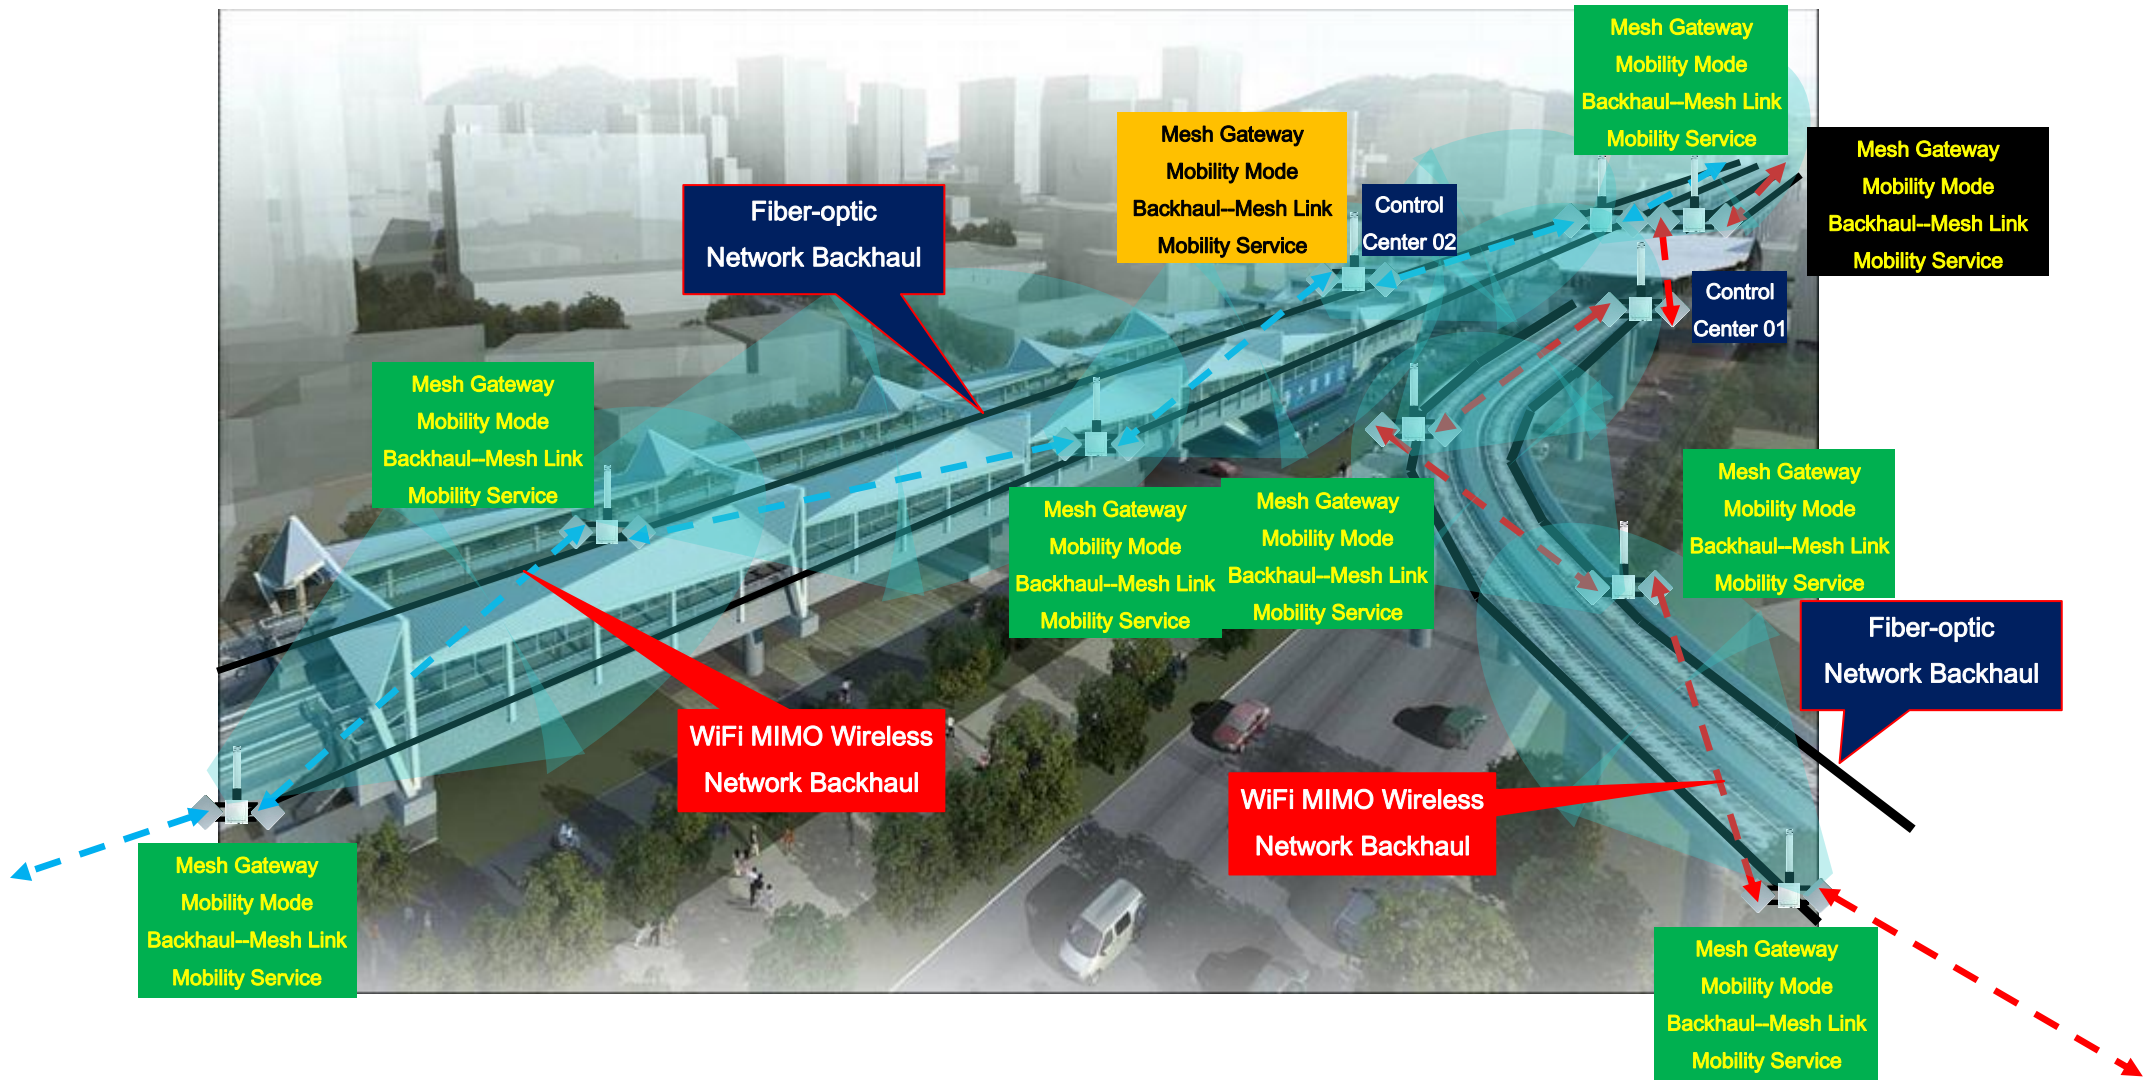 Mesh Gateway
Mobility Mode
Backhaul--Mesh Link
Mobility Service
Mesh Gateway
Mobility Mode
Backhaul--Mesh Link
Mobility Service
Mesh Gateway
Mobility Mode
Backhaul--Mesh Link
Mobility Service
Fiber-optic
Network Backhaul
Control
Center 02
Control
Center 01
Mesh Gateway
Mobility Mode
Backhaul--Mesh Link
Mobility Service
Mesh Gateway
Mobility Mode
Backhaul--Mesh Link
Mobility Service
Mesh Gateway
Mobility Mode
Backhaul--Mesh Link
Mobility Service
Mesh Gateway
Mobility Mode
Backhaul--Mesh Link
Mobility Service
Fiber-optic
Network Backhaul
WiFi MIMO Wireless
Network Backhaul
WiFi MIMO Wireless
Network Backhaul
Mesh Gateway
Mobility Mode
Backhaul--Mesh Link
Mobility Service
Mesh Gateway
Mobility Mode
Backhaul--Mesh Link
Mobility Service